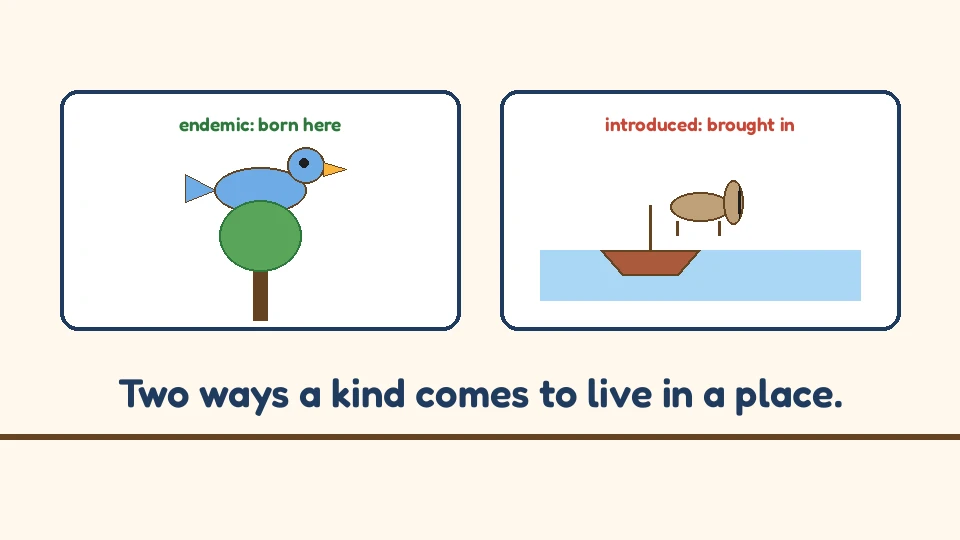 endemic: born here
introduced: brought in
Two ways a kind comes to live in a place.